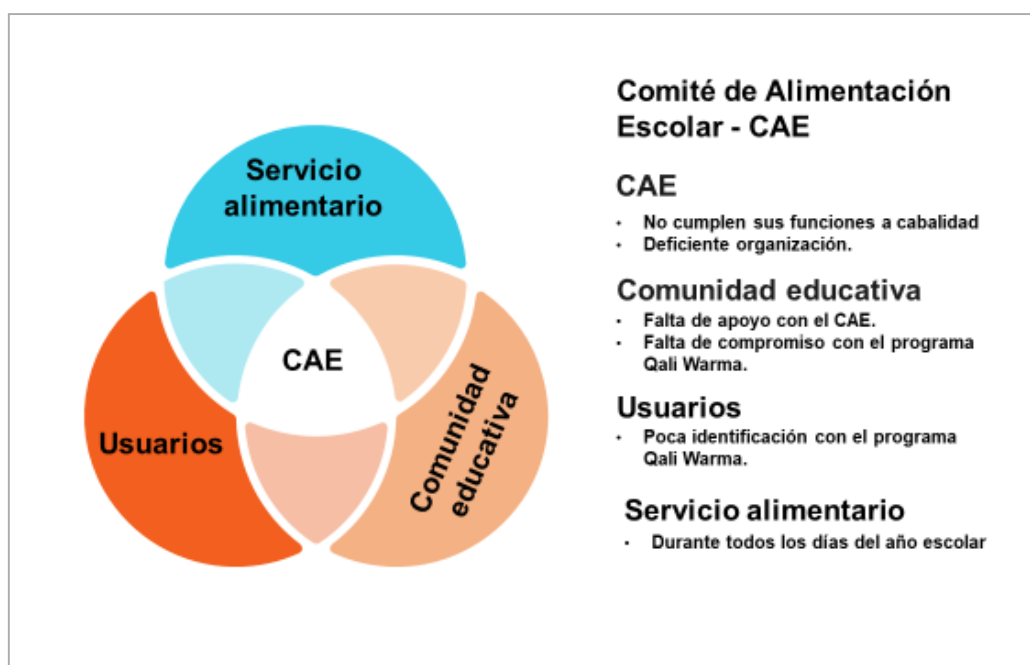 Servicio
alimentario
CAE
Usuarios
Comunidad
educativa
Comité de Alimentación
Escolar - CAE
CAE
• No cumplen sus funciones a cabalidad
• Deficiente organización.
Comunidad educativa
• Falta de apoyo con el CAE.
• Falta de compromiso con el programa
Qali Warma.
Usuarios
• Poca identificación con el programa
Qali Warma.
Servicio alimentario
• Durante todos los días del año escolar